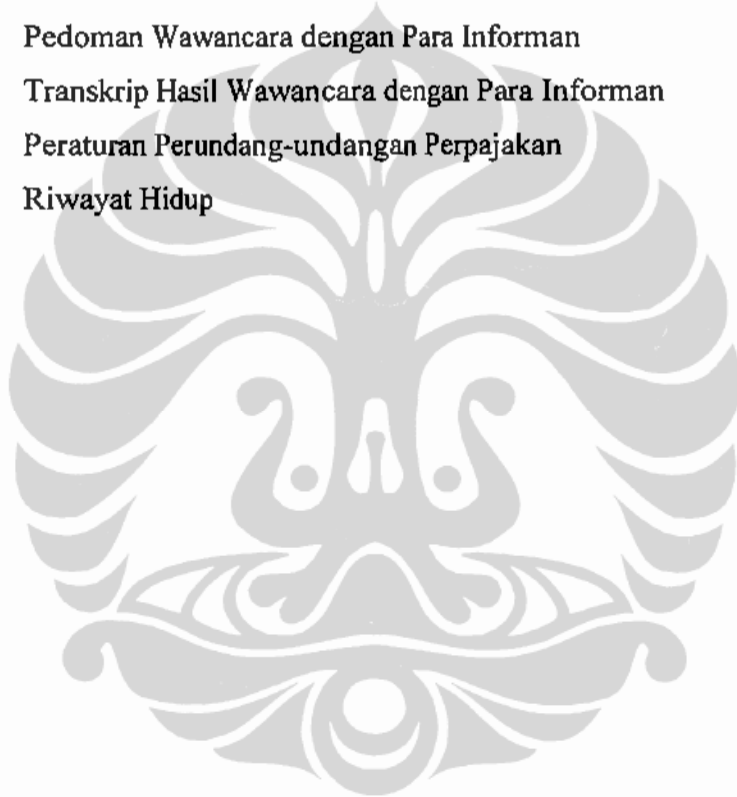 Pedoman Wawancara dengan Para Informan
Transkrip Hasil Wawancara dengan Para Informan
Peraturan Perundang-undangan Perpajakan
Riwayat Hidup